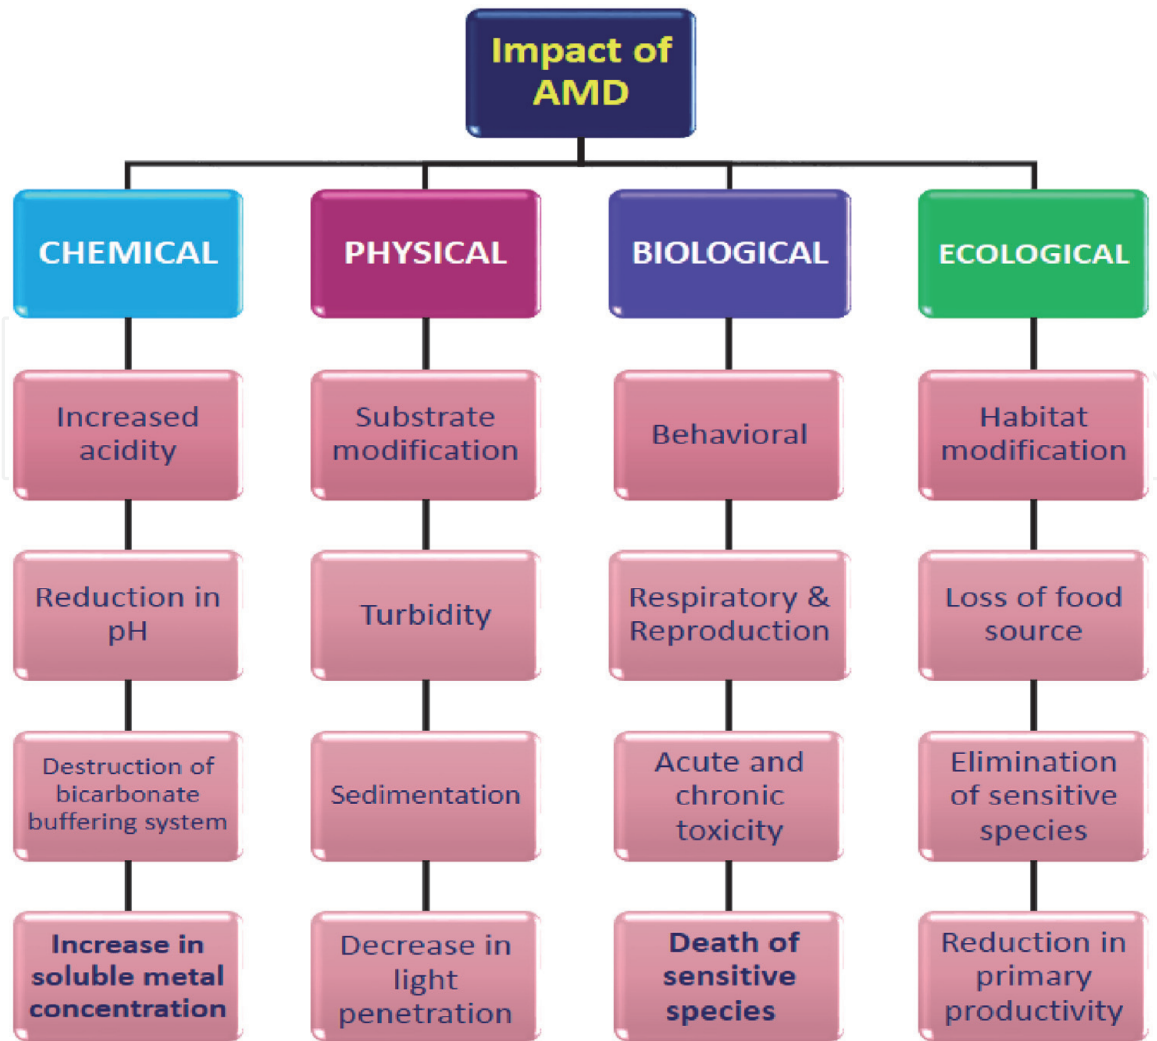 Impact of
AMD
CHEMICAL
PHYSICAL
BIOLOGICAL
ECOLOGICAL
Increased
acidity
Substrate
modification
Behavioral
Habitat
modification
Reduction in
pH
Turbidity
Respiratory &
Reproduction
Loss of food
source
Destruction of
bicarbonate
buffering system
Sedimentation
Acute and
chronic
toxicity
Elimination
of sensitive
species
Increase in
soluble metal
concentration
Decrease in
light
penetration
Death of
sensitive
species
Reduction in
primary
productivity